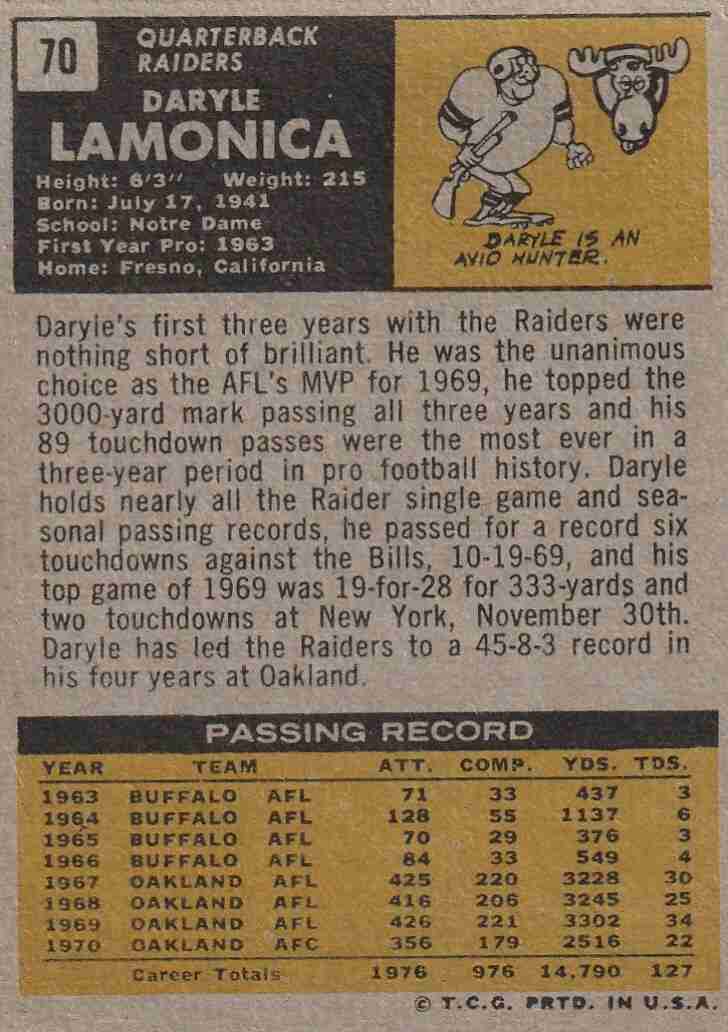 70
QUARTERBACK
RAIDERS
DARYLE
LAMONICA
Height: 6'3" Weight: 215
Born: July 17, 1941
School: Notre Dame
First Year Pro: 1963
Home: Fresno, California
DARYLE IS AN
AVID HUNTER.
Daryle's first three years with the Raiders were
nothing short of brilliant. He was the unanimous
choice as the AFL's MVP for 1969, he topped the
3000-yard mark passing all three years and his
89 touchdown passes were the most ever in a
three-year period in pro football history. Daryle
holds nearly all the Raider single game and sea-
sonal passing records, he passed for a record six
touchdowns against the Bills, 10-19-69, and his
top game of 1969 was 19-for-28 for 333-yards and
two touchdowns at New York, November 30th.
Daryle has led the Raiders to a 45-8-3 record in
his four years at Oakland.
PASSING RECORD
YEAR TEAM ATT. COMP. YDS. TDS.
1963 BUFFALO AFL 71 33 437 3
1964 BUFFALO AFL 128 55 1137 6
1965 BUFFALO AFL 70 29 376 3
1966 BUFFALO AFL 84 33 549 4
1967 OAKLAND AFL 425 220 3228 30
1968 OAKLAND AFL 416 206 3245 25
1969 OAKLAND AFL 426 221 3302 34
1970 OAKLAND AFC 356 179 2516 22
Career Totals 1976 976 14,790 127
© T.C.G. PRTD. IN U.S.A.